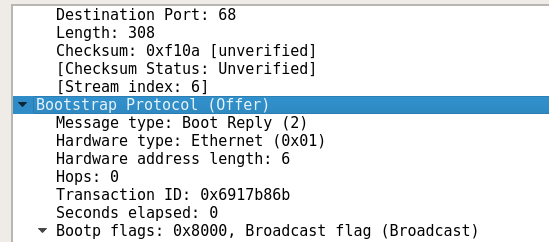 Destination Port: 68
Length: 308
Checksum: 0xf10a [unverified]
[Checksum Status: Unverified]
[Stream index: 6]
Bootstrap Protocol (Offer)
Message type: Boot Reply (2)
Hardware type: Ethernet (0x01)
Hardware address length: 6
Hops: 0
Transaction ID: 0x6917b86b
Seconds elapsed: 0
Bootp flags: 0x8000, Broadcast flag (Broadcast)